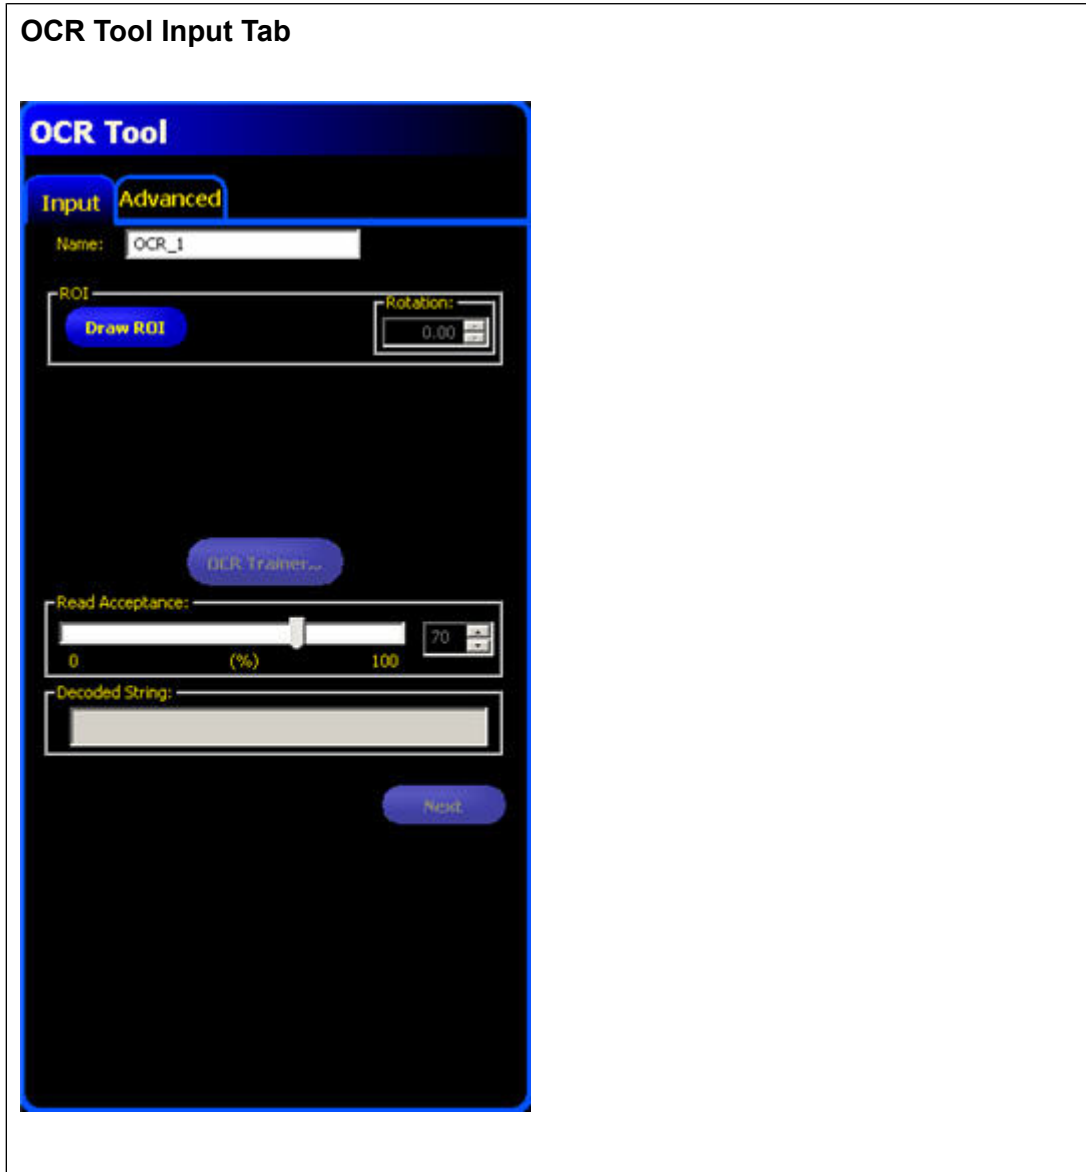 OCR Tool Input Tab
OCR Tool
Input Advanced
Name: OCR_1
ROI Rotation:
Draw ROI 0.00
OCR Trainer...
Read Acceptance:
70
0 (%) 100
Decoded String:
Next